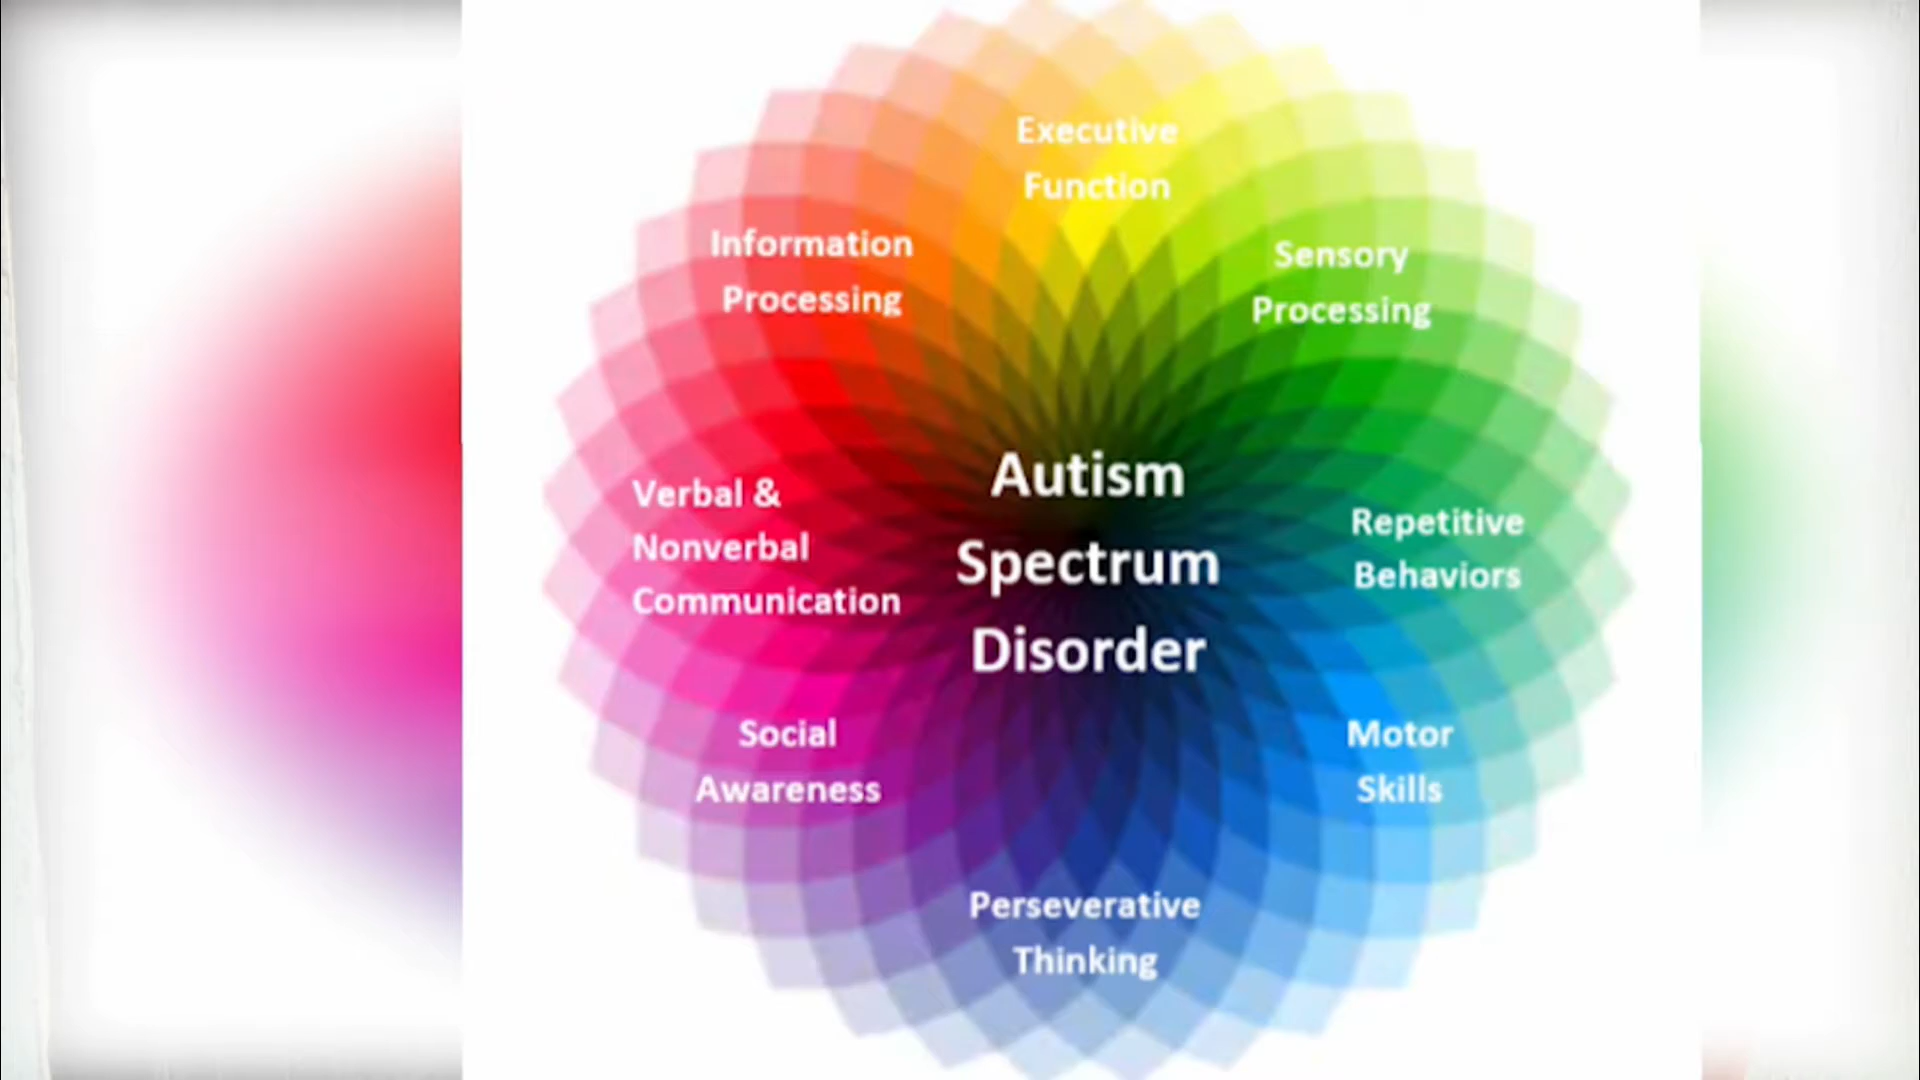 Executive
Function
Information
Processing
Sensory
Processing
Autism
Spectrum
Disorder
Verbal &
Nonverbal
Communication
Repetitive
Behaviors
Social
Awareness
Motor
Skills
Perseverative
Thinking